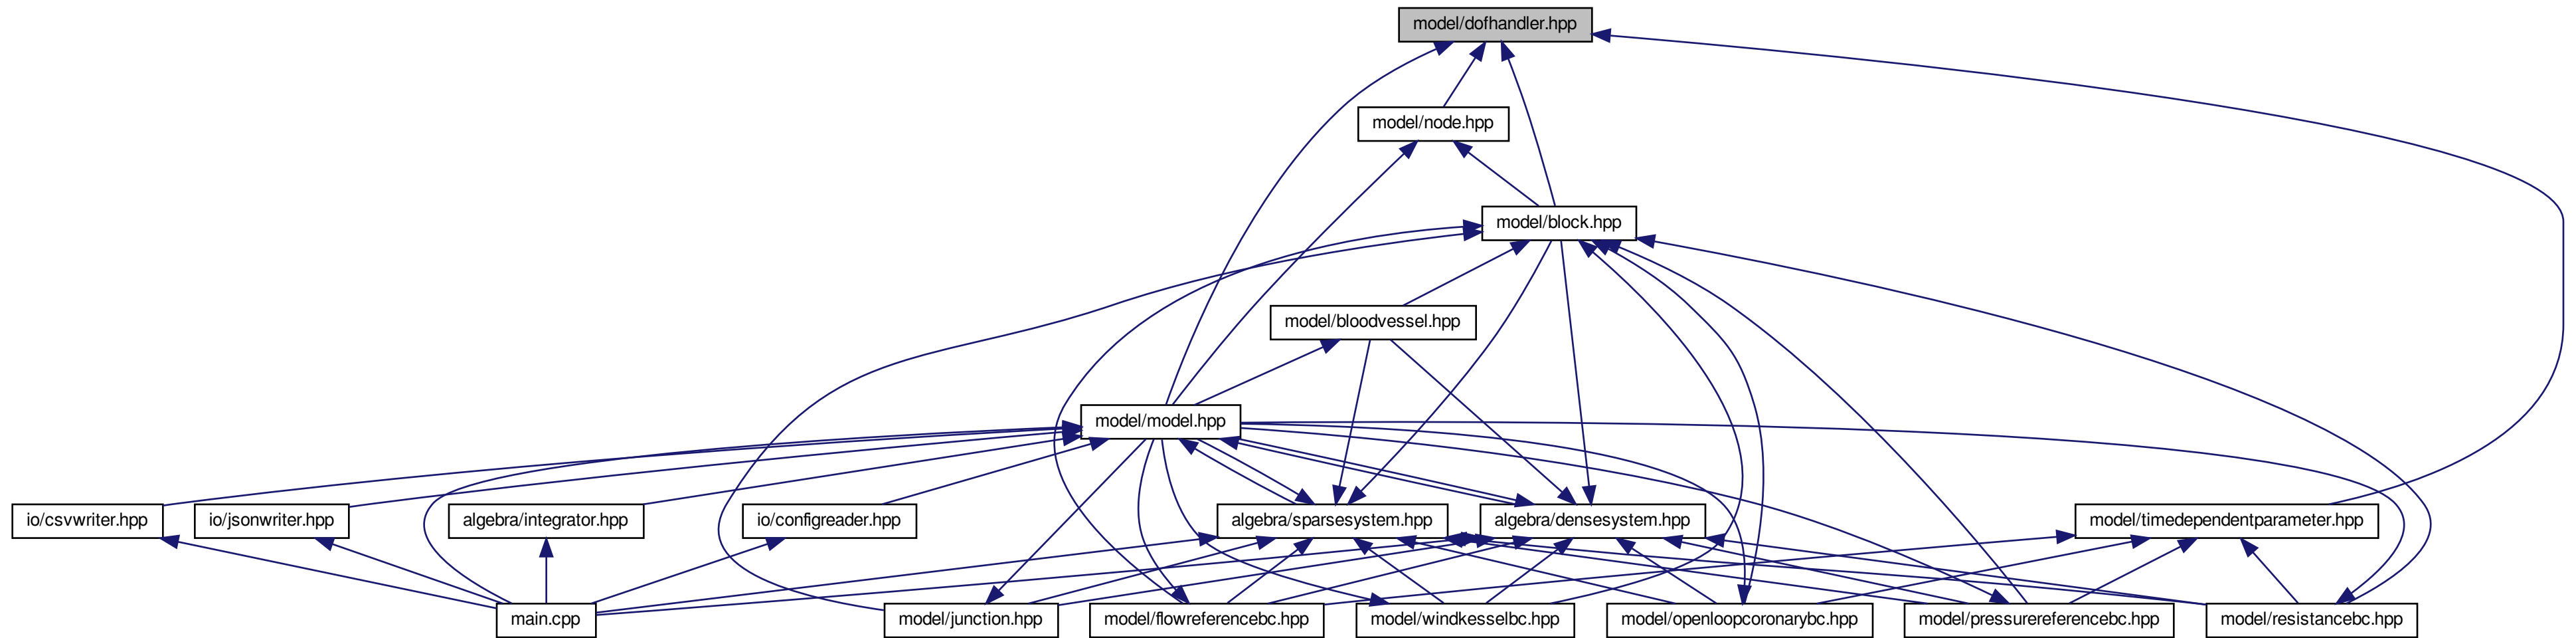 model/dofhandler.hpp
model/node.hpp
model/block.hpp
model/bloodvessel.hpp
model/model.hpp
io/csvwriter.hpp
io/jsonwriter.hpp
algebra/integrator.hpp
io/configreader.hpp
algebra/sparsesystem.hpp
algebra/densesystem.hpp
model/timedependentparameter.hpp
main.cpp
model/junction.hpp
model/flowreferencebc.hpp
model/windkesselbc.hpp
model/openloopcoronarybc.hpp
model/pressurereferencebc.hpp
model/resistancebc.hpp